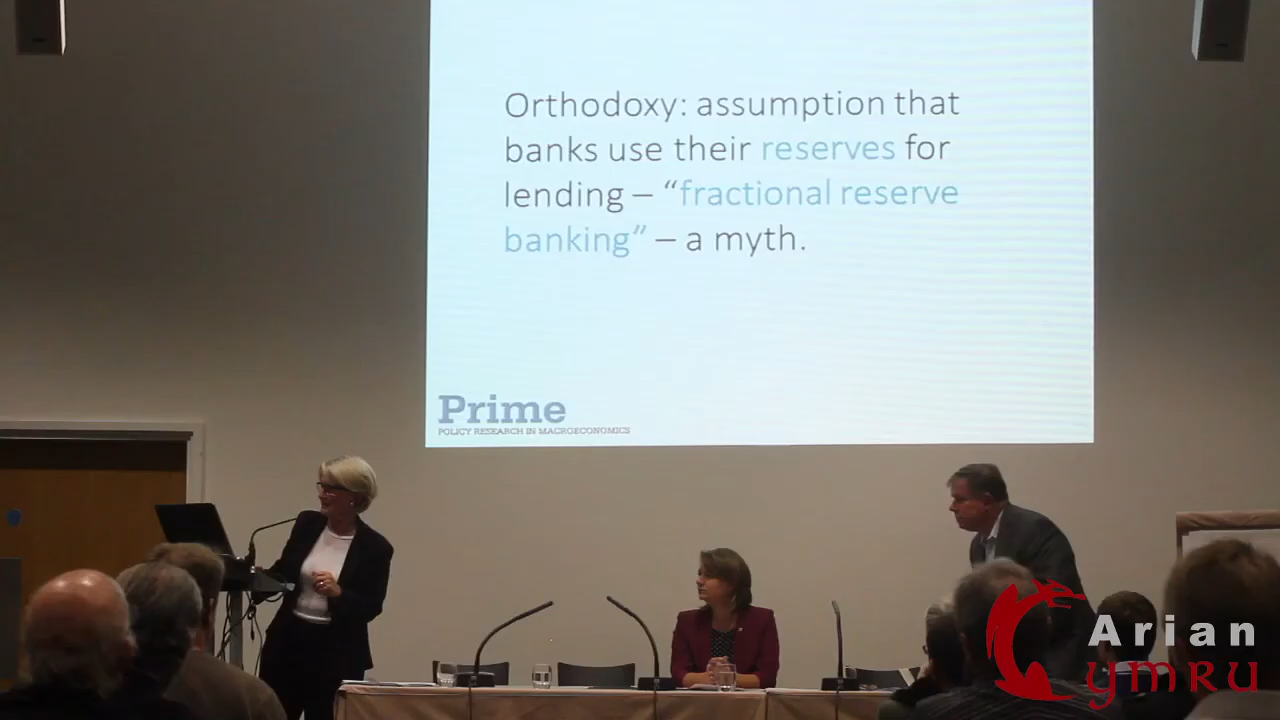 Orthodoxy: assumption that
banks use their reserves for
lending – “fractional reserve
banking” – a myth.
Prime
POLICY RESEARCH IN MACROECONOMICS
Arian
Cymru